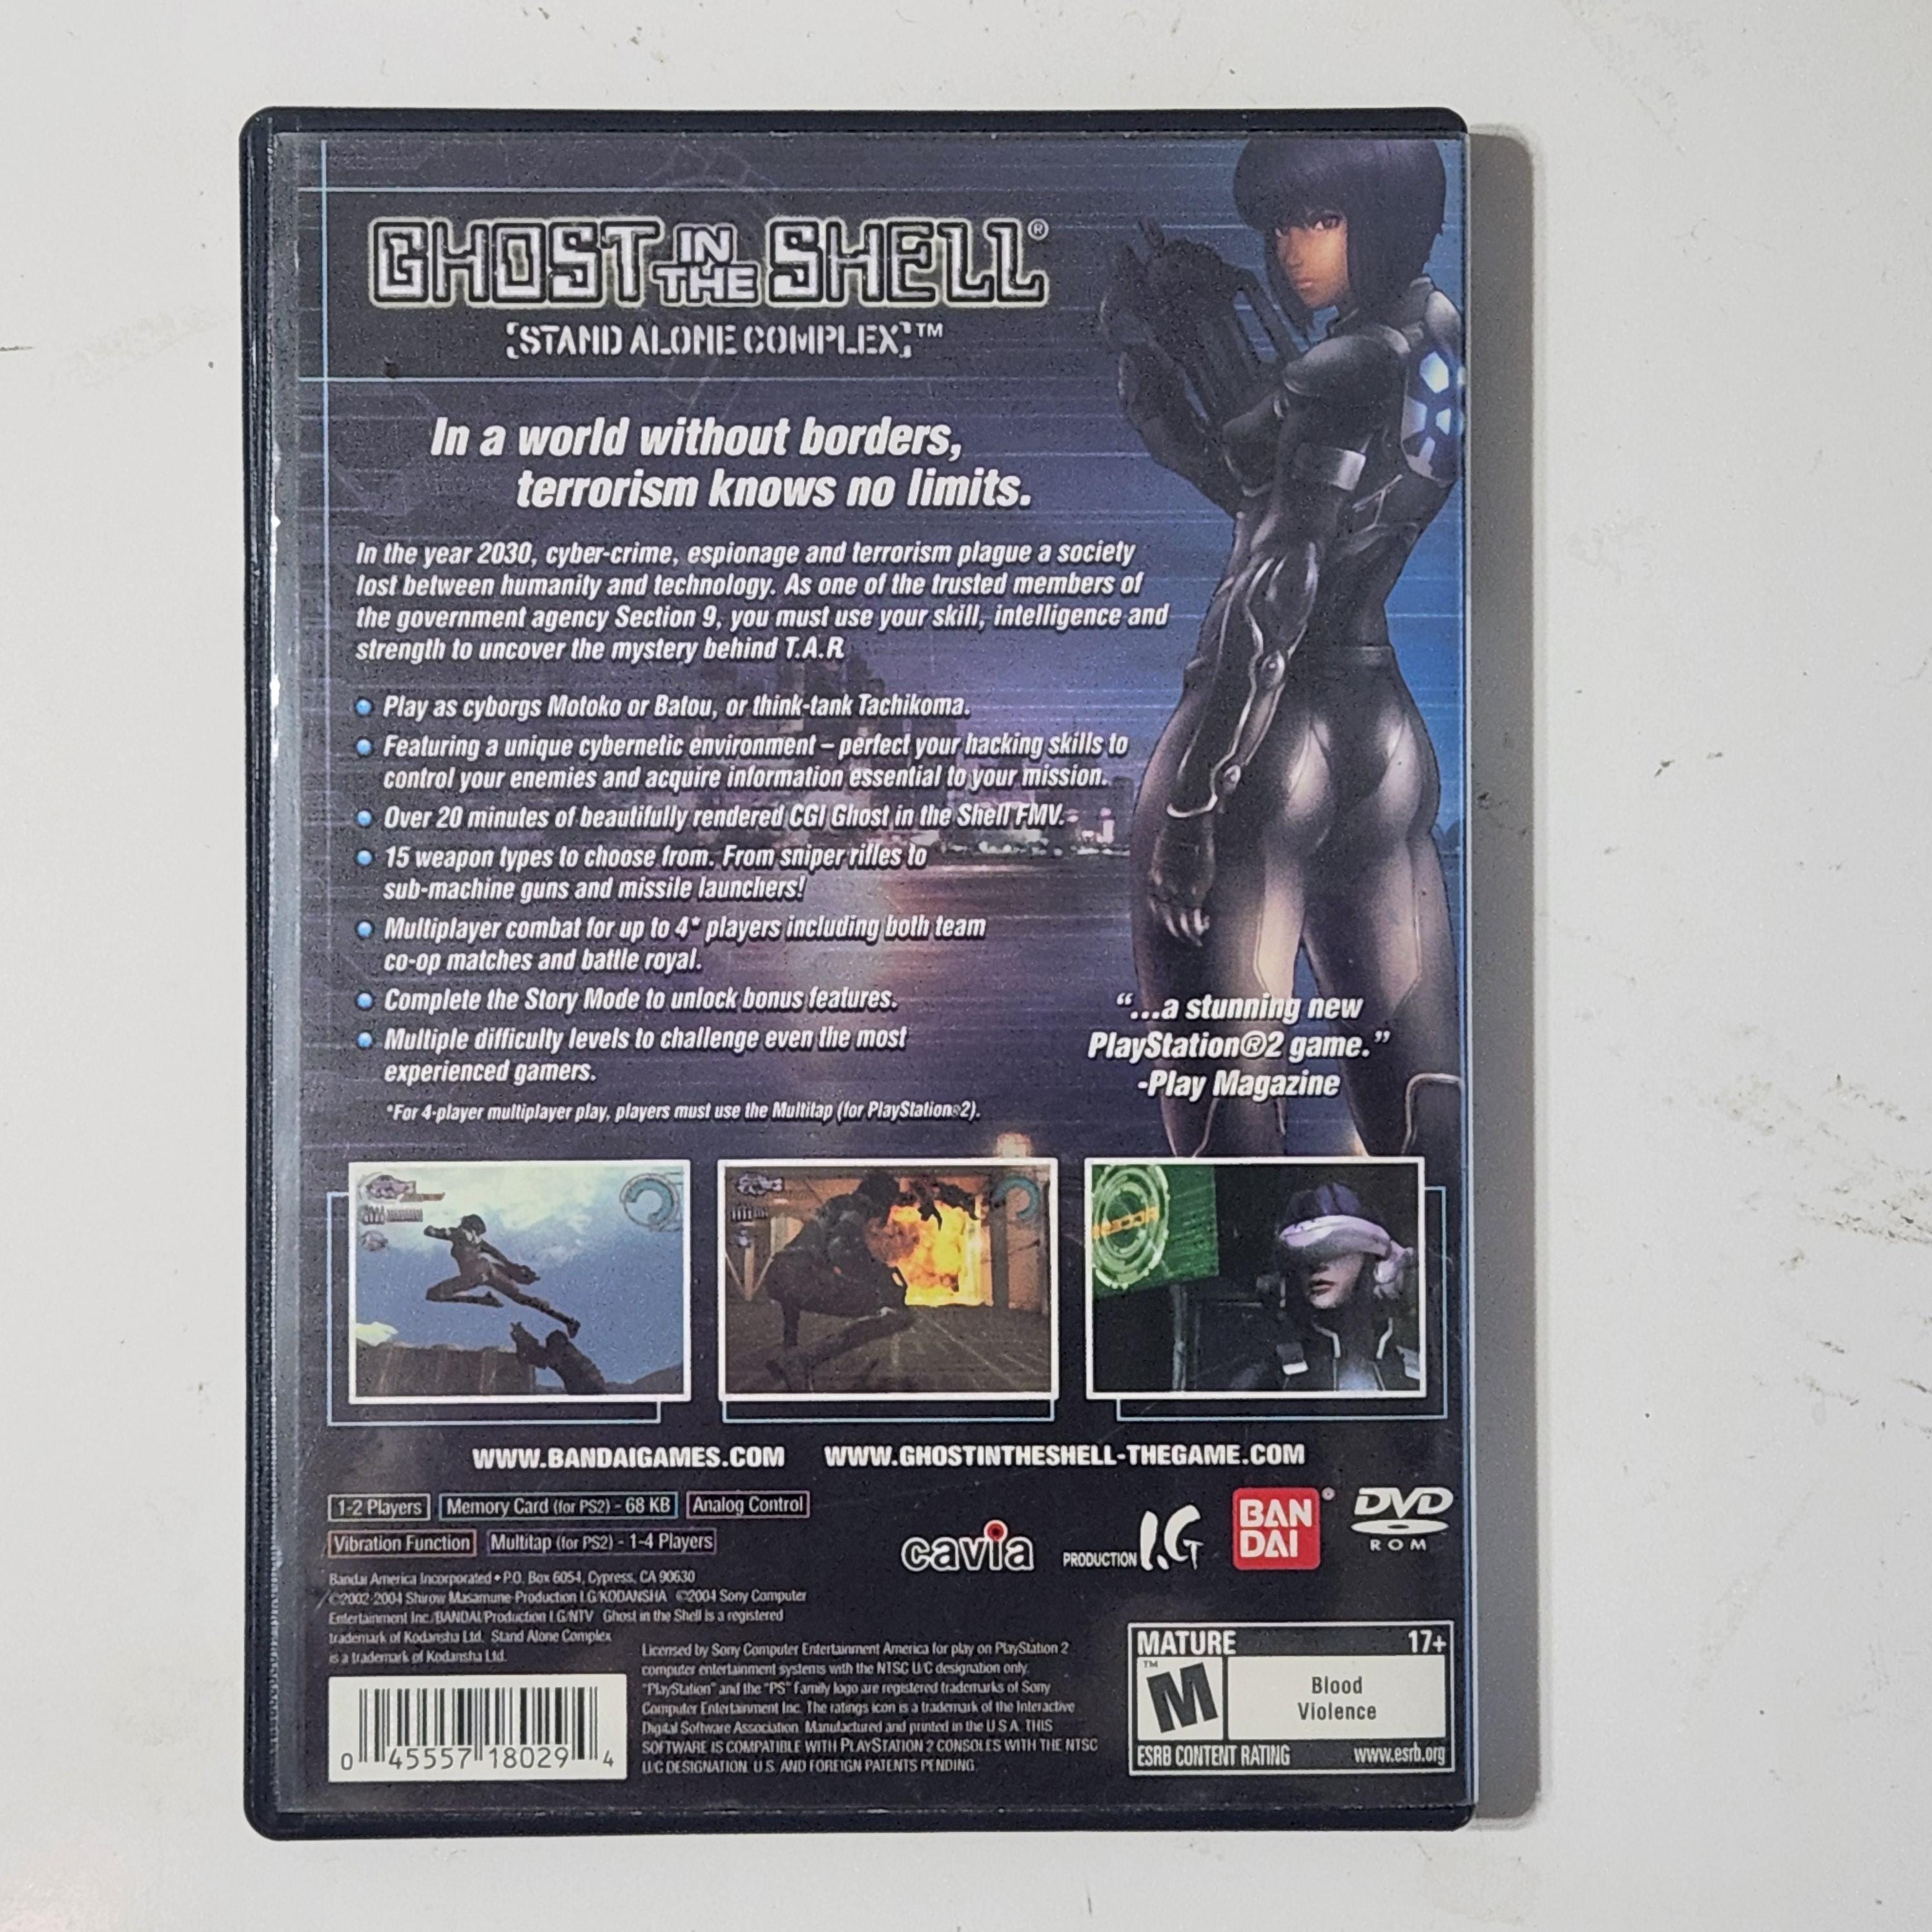 GHOST IN THE SHELL®
[STAND ALONE COMPLEX]™
In a world without borders,
terrorism knows no limits.
In the year 2030, cyber-crime, espionage and terrorism plague a society
lost between humanity and technology. As one of the trusted members of
the government agency Section 9, you must use your skill, intelligence and
strength to uncover the mystery behind T.A.R
Play as cyborgs Motoko or Batou, or think-tank Tachikoma.
Featuring a unique cybernetic environment – perfect your hacking skills to
control your enemies and acquire information essential to your mission.
Over 20 minutes of beautifully rendered CGI Ghost in the Shell FMV.
15 weapon types to choose from. From sniper rifles to
sub-machine guns and missile launchers!
Multiplayer combat for up to 4* players including both team
co-op matches and battle royal.
Complete the Story Mode to unlock bonus features.
Multiple difficulty levels to challenge even the most
experienced gamers.
*For 4-player multiplayer play, players must use the Multitap (for PlayStation®2).
“...a stunning new
PlayStation®2 game.”
-Play Magazine
WWW.BANDAIGAMES.COM WWW.GHOSTINTHESHELL-THEGAME.COM
1-2 Players Memory Card (for PS2) - 68 KB Analog Control
Vibration Function Multitap (for PS2) - 1-4 Players
cavia PRODUCTION I.G BAN DAI® DVD ROM
Bandai America Incorporated • P.O. Box 6054, Cypress, CA 90630
©2002-2004 Shirow Masamune-Production I.G/KODANSHA ©2004 Sony Computer
Entertainment Inc./BANDAI/Production I.G/NTV Ghost in the Shell is a registered
trademark of Kodansha Ltd. Stand Alone Complex
is a trademark of Kodansha Ltd.
Licensed by Sony Computer Entertainment America for play on PlayStation 2
computer entertainment systems with the NTSC U/C designation only.
"PlayStation" and the "PS" Family logo are registered trademarks of Sony
Computer Entertainment Inc. The ratings icon is a trademark of the Interactive
Digital Software Association. Manufactured and printed in the U.S.A. THIS
SOFTWARE IS COMPATIBLE WITH PLAYSTATION 2 CONSOLES WITH THE NTSC
U/C DESIGNATION. U.S. AND FOREIGN PATENTS PENDING.
0 45557 18029 4
MATURE 17+
™
M
Blood
Violence
ESRB CONTENT RATING www.esrb.org